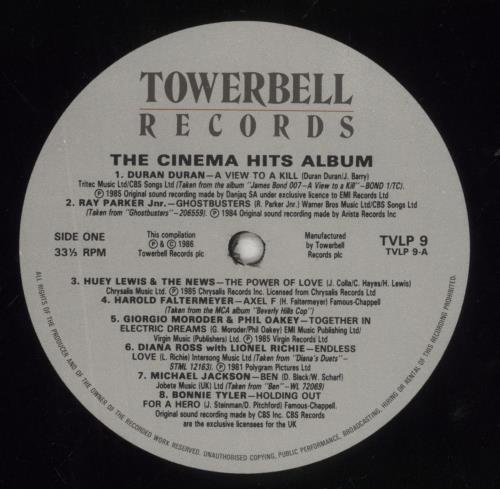 TOWERBELL
RECORDS
THE CINEMA HITS ALBUM
1. DURAN DURAN—A VIEW TO A KILL (Duran Duran/J. Barry)
Tritec Music Ltd/CBS Songs Ltd (Taken from the album "James Bond 007—A View to a Kill"—BOND 1/TC).
Ⓟ 1985 Original sound recording made by Danjaq SA under exclusive licence to EMI Records Ltd
2. RAY PARKER Jnr.—GHOSTBUSTERS (R. Parker Jnr.) Warner Bros Music Ltd/CBS Songs Ltd
(Taken from "Ghostbusters"—206559). Ⓟ 1984 Original sound recording made by Arista Records Inc
SIDE ONE
33⅓ RPM
This compilation
Ⓟ & © 1986
Towerbell Records plc
Manufactured
by Towerbell
Records plc
TVLP 9
TVLP 9-A
3. HUEY LEWIS & THE NEWS—THE POWER OF LOVE (J. Colla/C. Hayes/H. Lewis)
Chrysalis Music Ltd. Ⓟ 1985 Chrysalis Records Inc. Licensed from Chrysalis Records Ltd
4. HAROLD FALTERMEYER—AXEL F (H. Faltermeyer) Famous-Chappell
(Taken from the MCA album "Beverly Hills Cop")
5. GIORGIO MORODER & PHIL OAKEY—TOGETHER IN
ELECTRIC DREAMS (G. Moroder/Phil Oakey) EMI Music Publishing Ltd/
Virgin Music (Publishers) Ltd. Ⓟ 1985 Virgin Records Ltd
6. DIANA ROSS with LIONEL RICHIE—ENDLESS
LOVE (L. Richie) Intersong Music Ltd (Taken from "Diana's Duets"—
STML 12163). Ⓟ 1981 Polygram Pictures Ltd
7. MICHAEL JACKSON—BEN (D. Black/W. Scharf)
Jobete Music (UK) Ltd (Taken from "Ben"—WL 72069)
8. BONNIE TYLER—HOLDING OUT
FOR A HERO (J. Steinman/D. Pitchford) Famous-Chappell.
Original sound recording made by CBS Inc. CBS Records
are the exclusive licensees for the UK
ALL RIGHTS OF THE PRODUCER AND OF THE OWNER OF THE RECORDED WORK RESERVED. UNAUTHORISED COPYING, PUBLIC PERFORMANCE, BROADCASTING, HIRING OR RENTAL OF THIS RECORDING PROHIBITED.